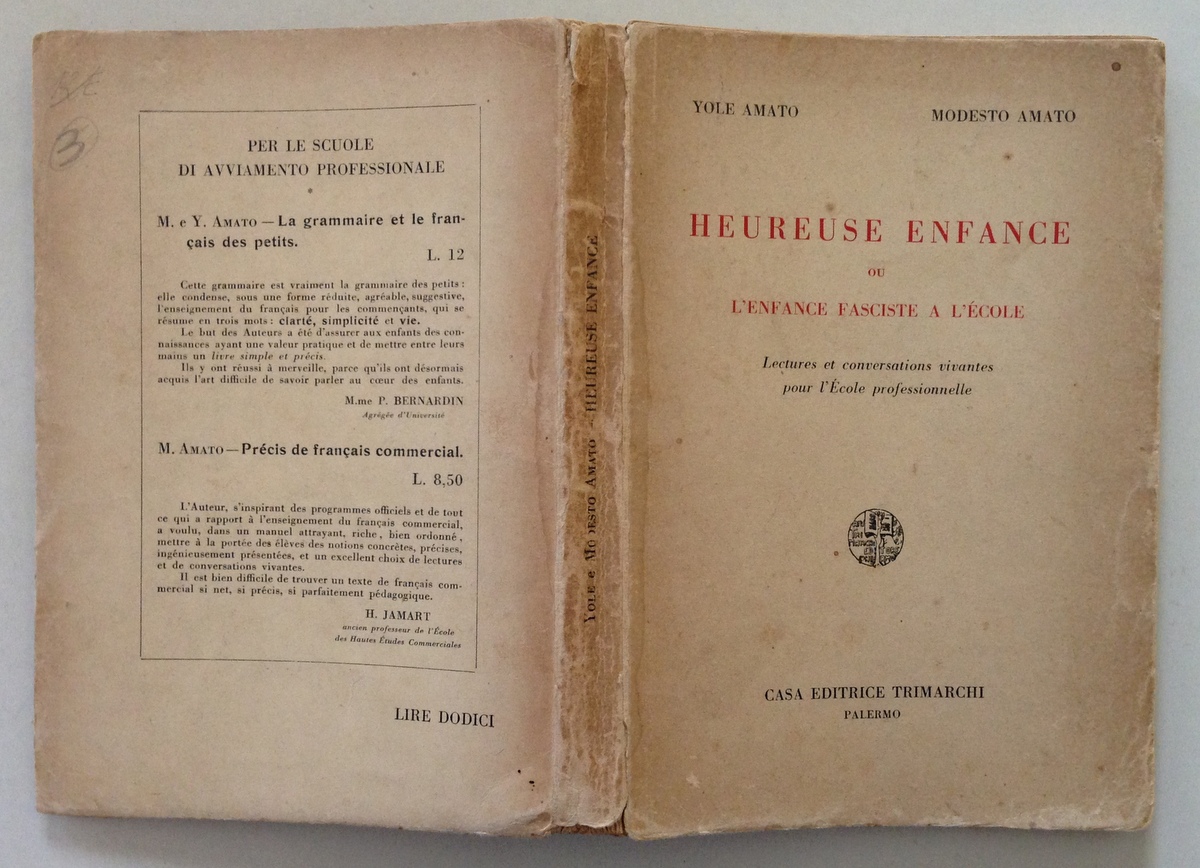 3
PER LE SCUOLE
DI AVVIAMENTO PROFESSIONALE
M. e Y. AMATO — La grammaire et le fran-
çais des petits.
L. 12
Cette grammaire est vraiment la grammaire des petits :
elle condense, sous une forme réduite, agréable, suggestive,
l'enseignement du français pour les commençants, qui se
résume en trois mots : clarté, simplicité et vie.
Le but des Auteurs a été d'assurer aux enfants des con-
naissances ayant une valeur pratique et de mettre entre leurs
mains un livre simple et précis.
Ils y ont réussi à merveille, parce qu'ils ont désormais
acquis l'art difficile de savoir parler au cœur des enfants.
M.me P. BERNARDIN
Agrégée d'Université
M. AMATO — Précis de français commercial.
L. 8,50
L'Auteur, s'inspirant des programmes officiels et de tout
ce qui a rapport à l'enseignement du français commercial,
a voulu, dans un manuel attrayant, riche, bien ordonné,
mettre à la portée des élèves des notions concrètes, précises,
ingénieusement présentées, et un excellent choix de lectures
et de conversations vivantes.
Il est bien difficile de trouver un texte de français com-
mercial si net, si précis, si parfaitement pédagogique.
H. JAMART
ancien professeur de l'École
des Hautes Études Commerciales
LIRE DODICI
YOLE e MODESTO AMATO - HEUREUSE ENFANCE
YOLE AMATO MODESTO AMATO
HEUREUSE ENFANCE
OU
L'ENFANCE FASCISTE A L'ÉCOLE
Lectures et conversations vivantes
pour l'École professionnelle
CASA EDITRICE TRIMARCHI
PALERMO